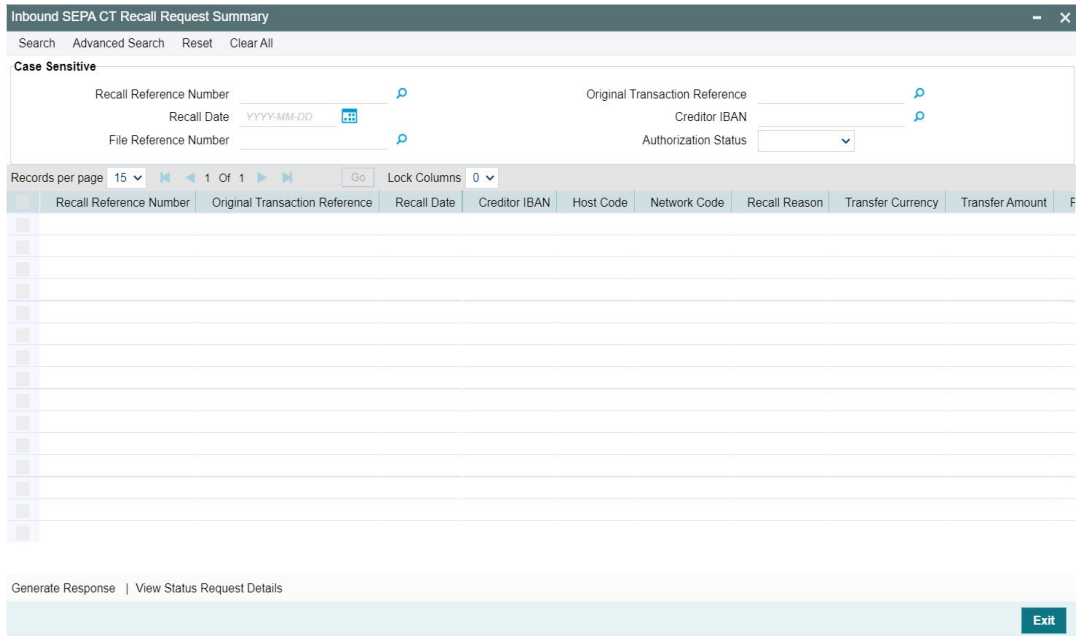 Inbound SEPA CT Recall Request Summary
Search Advanced Search Reset Clear All
Case Sensitive
Recall Reference Number Original Transaction Reference
Recall Date YYYY-MM-DD Creditor IBAN
File Reference Number Authorization Status
Records per page 15 1 Of 1 Go Lock Columns 0
Recall Reference Number Original Transaction Reference Recall Date Creditor IBAN Host Code Network Code Recall Reason Transfer Currency Transfer Amount
Generate Response | View Status Request Details
Exit